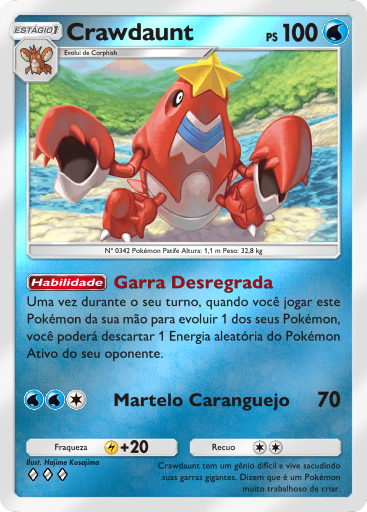 ESTÁGIO 1
Crawdaunt
PS 100
Evolui de Corphish
Nº 0342 Pokémon Patife Altura: 1,1 m Peso: 32,8 kg
Habilidade Garra Desregrada
Uma vez durante o seu turno, quando você jogar este
Pokémon da sua mão para evoluir 1 dos seus Pokémon,
você poderá descartar 1 Energia aleatória do Pokémon
Ativo do seu oponente.
Martelo Caranguejo 70
Fraqueza +20 Recuo
Ilust. Hajime Kusajima
Crawdaunt tem um gênio difícil e vive sacudindo
suas garras gigantes. Dizem que é um Pokémon
muito trabalhoso de criar.